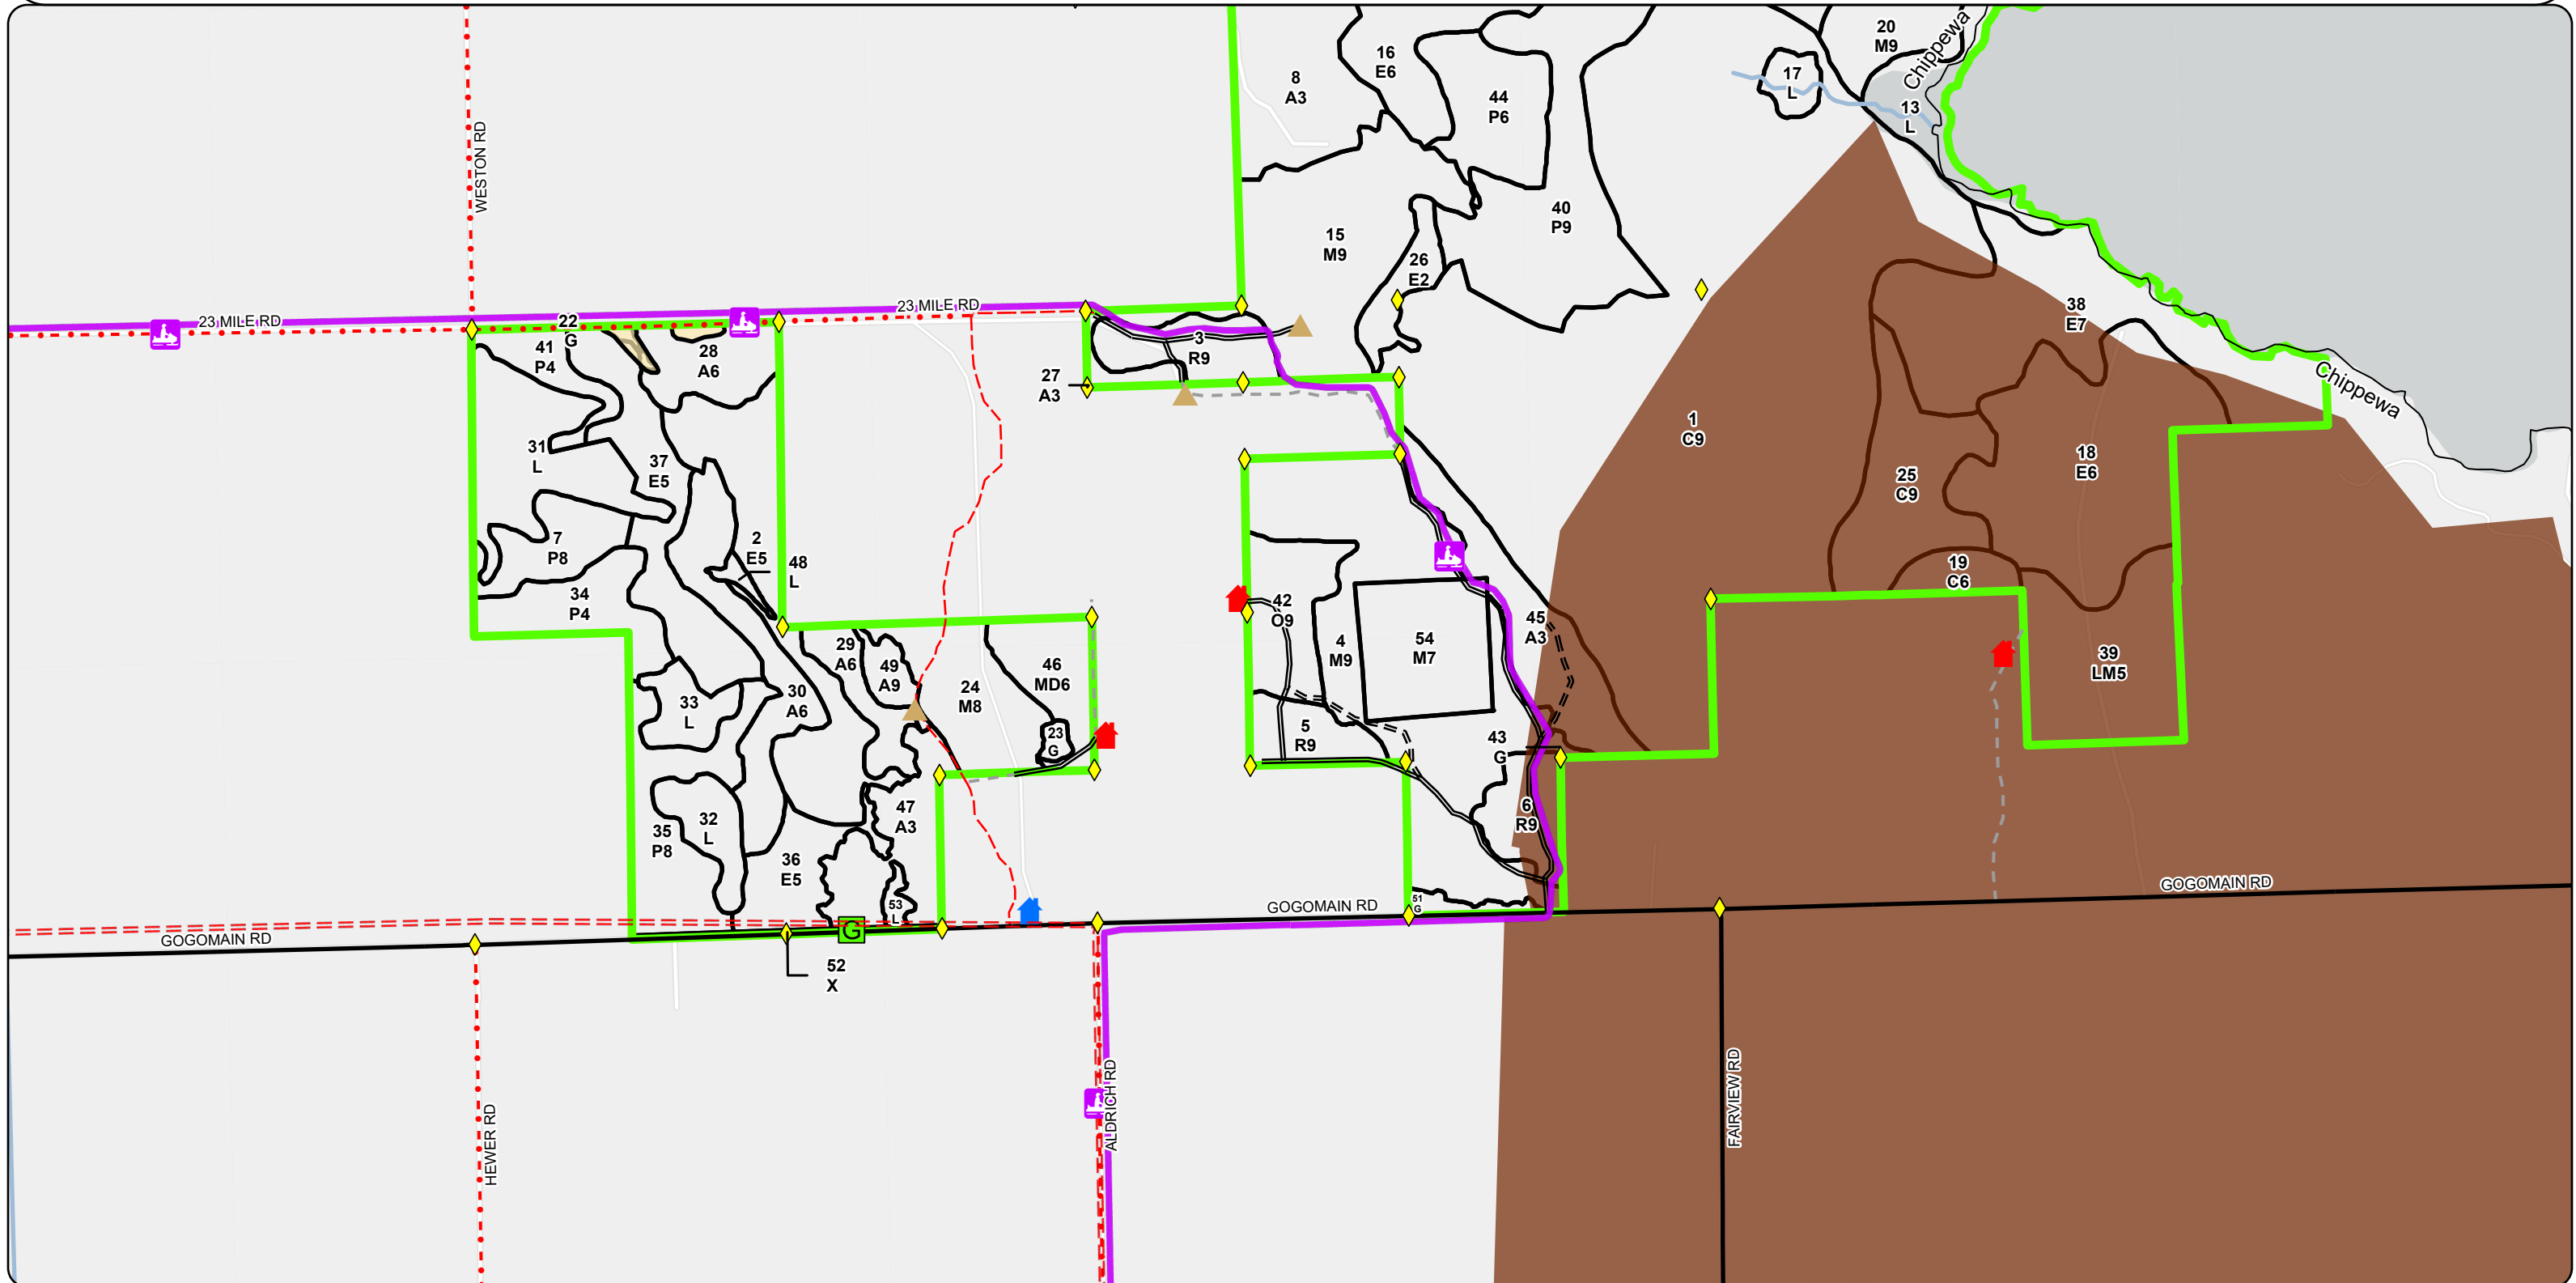 20
M9
Chippewa
16
E6
8
A3
17
L
44
P6
13
L
WESTON RD
40
P9
15
M9
26
E2
38
E7
23 MILE RD
23 MILE RD
22
G
41
P4
28
A6
3
R9
27
A3
Chippewa
1
C9
31
L
37
E5
18
E6
25
C9
7
P8
2
E5
48
L
19
C6
34
P4
42
O9
45
A3
29
A6
49
A9
4
M9
54
M7
46
MD6
39
LM5
24
M8
30
A6
33
L
5
R9
23
G
43
G
47
A3
6
R9
32
L
35
P8
36
E5
53
L
51
G
GOGOMAIN RD
GOGOMAIN RD
GOGOMAIN RD
G
52
X
HEWER RD
ALDRICH RD
FAIRVIEW RD